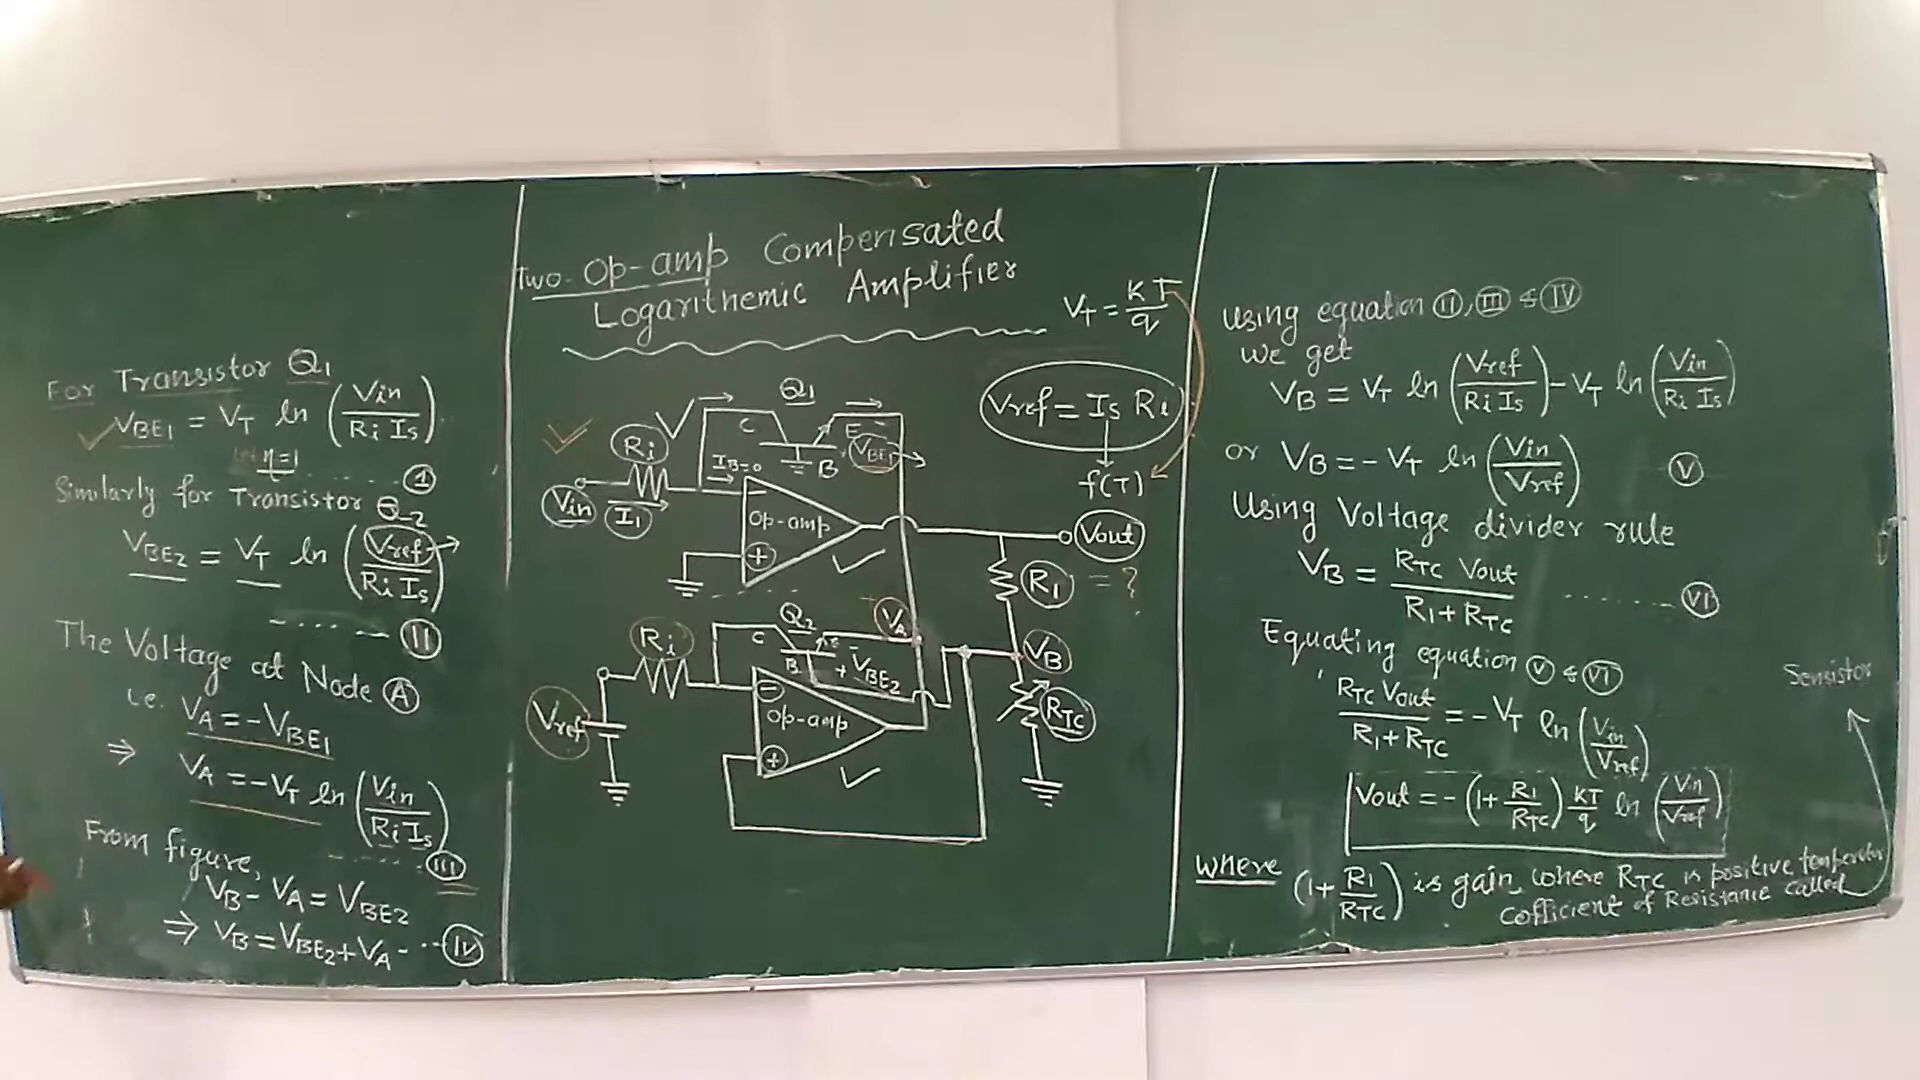 For Transistor Q1
VBE1 = VT ln (Vin / Ri Is)
η=1 ..... 1
Similarly for Transistor Q2
VBE2 = VT ln (Vref / Ri Is)
------ II
The Voltage at Node A
i.e. VA = -VBE1
⇒ VA = -VT ln (Vin / Ri Is)
----- III
From figure,
VB - VA = VBE2
⇒ VB = VBE2 + VA - -- IV
Two-Op-amp Compensated
Logarithemic Amplifier
VT = KT / q
Vref = Is Ri
f(T)
Q1
C
E
B
VBE1
Ri
IB=0
Vin
I1
-
Op-amp
+
Vout
R1 = ?
VA
Q2
C
E
B
- + VBE2
Ri
VB
Vref
-
Op-amp
+
RTC
Using equation II, III & IV
We get
VB = VT ln (Vref / Ri Is) - VT ln (Vin / Ri Is)
or VB = - VT ln (Vin / Vref) V
Using Voltage divider rule
VB = RTC Vout / R1 + RTC ....... VI
Equating equation V & VI
RTC Vout / R1 + RTC = - VT ln (Vin / Vref)
Vout = - (1 + R1 / RTC) KT / q ln (Vin / Vref)
where (1 + R1 / RTC) is gain, where RTC is positive temperatur
Cofficient of Resistance called
Sensistor